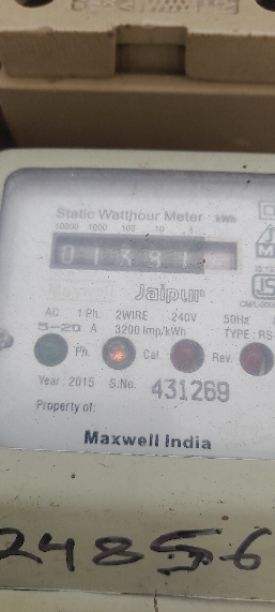 Static Watthour Meter kWh
10000 1000 100 10 1
Maxwell Jaipur
AC. 1 Ph. 2WIRE 240V 50Hz
5-20 A 3200 Imp/kWh TYPE : RS
Ph. Cal. Rev.
Year : 2015 S.No. 431269
Property of:
Maxwell India